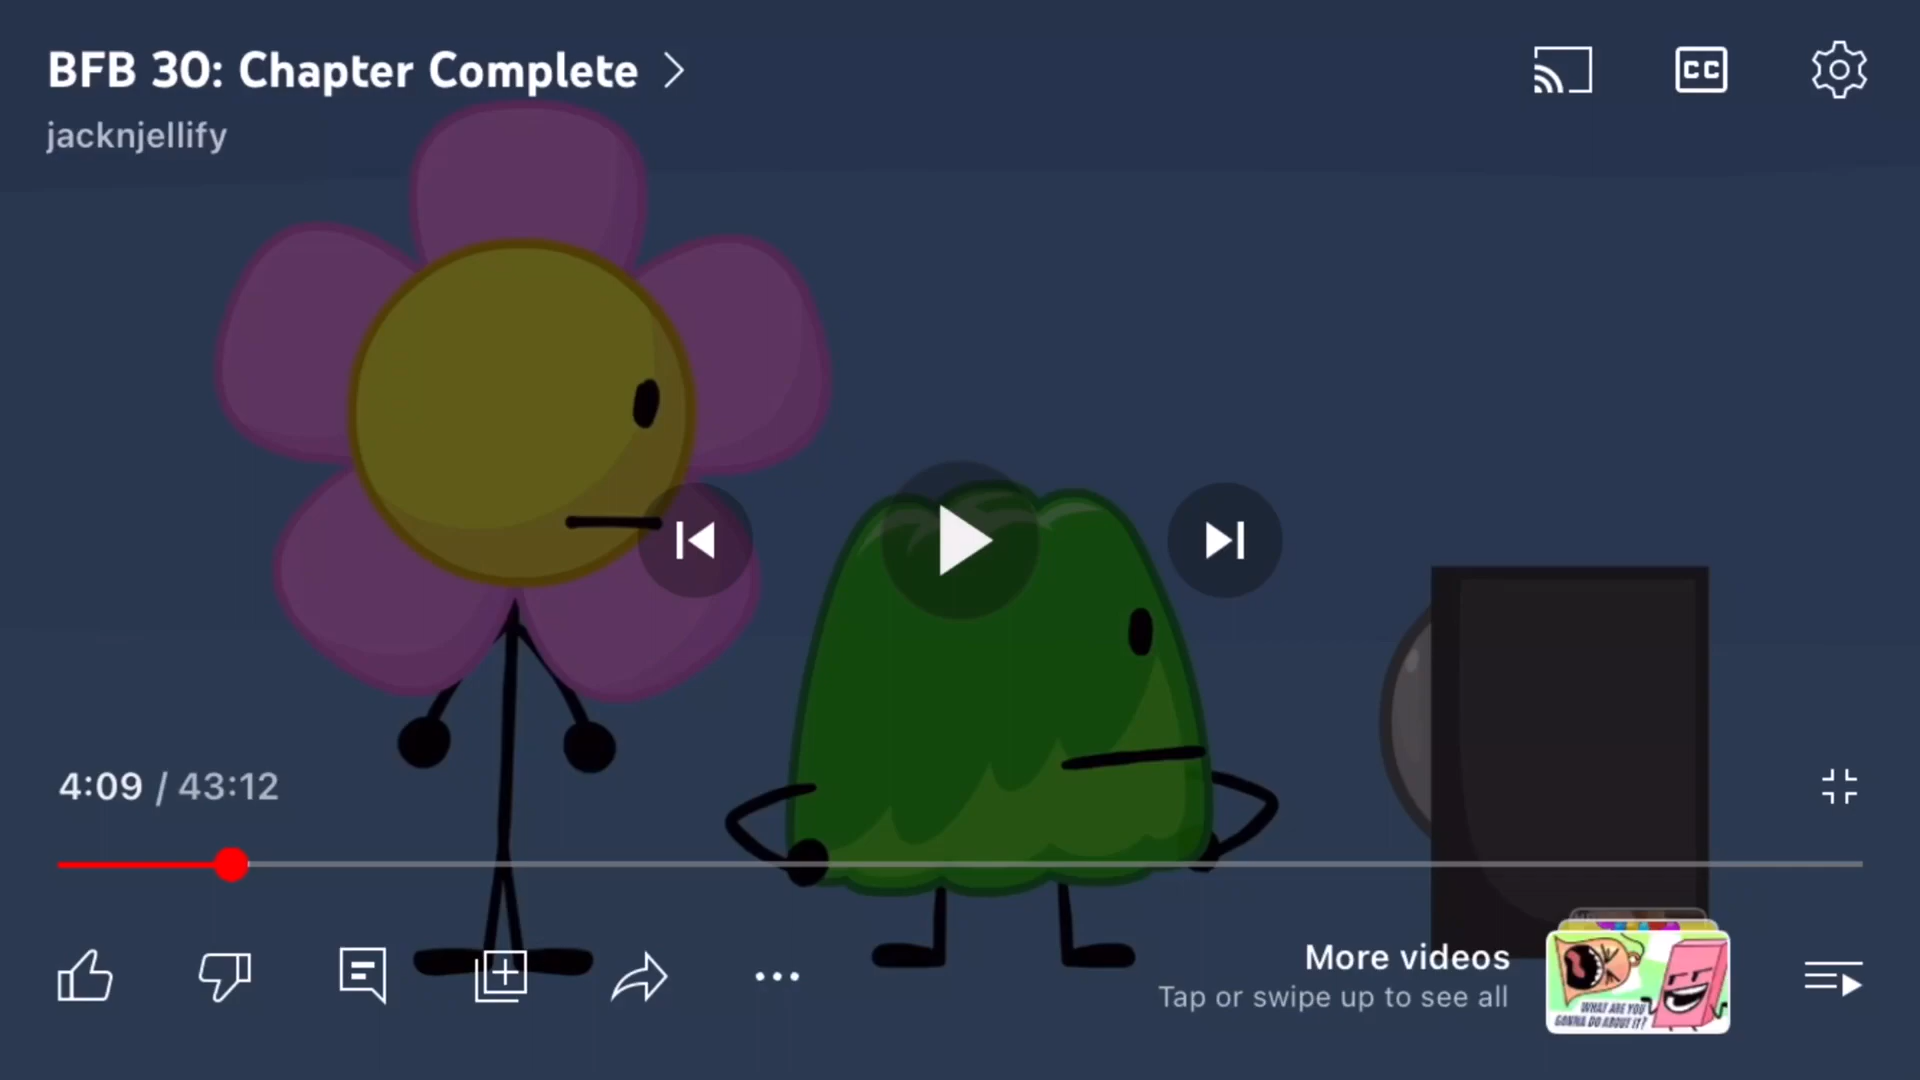 BFB 30: Chapter Complete
jacknjellify
CC
4:09 / 43:12
More videos
Tap or swipe up to see all
WHAT ARE YOU
GONNA DO ABOUT IT?